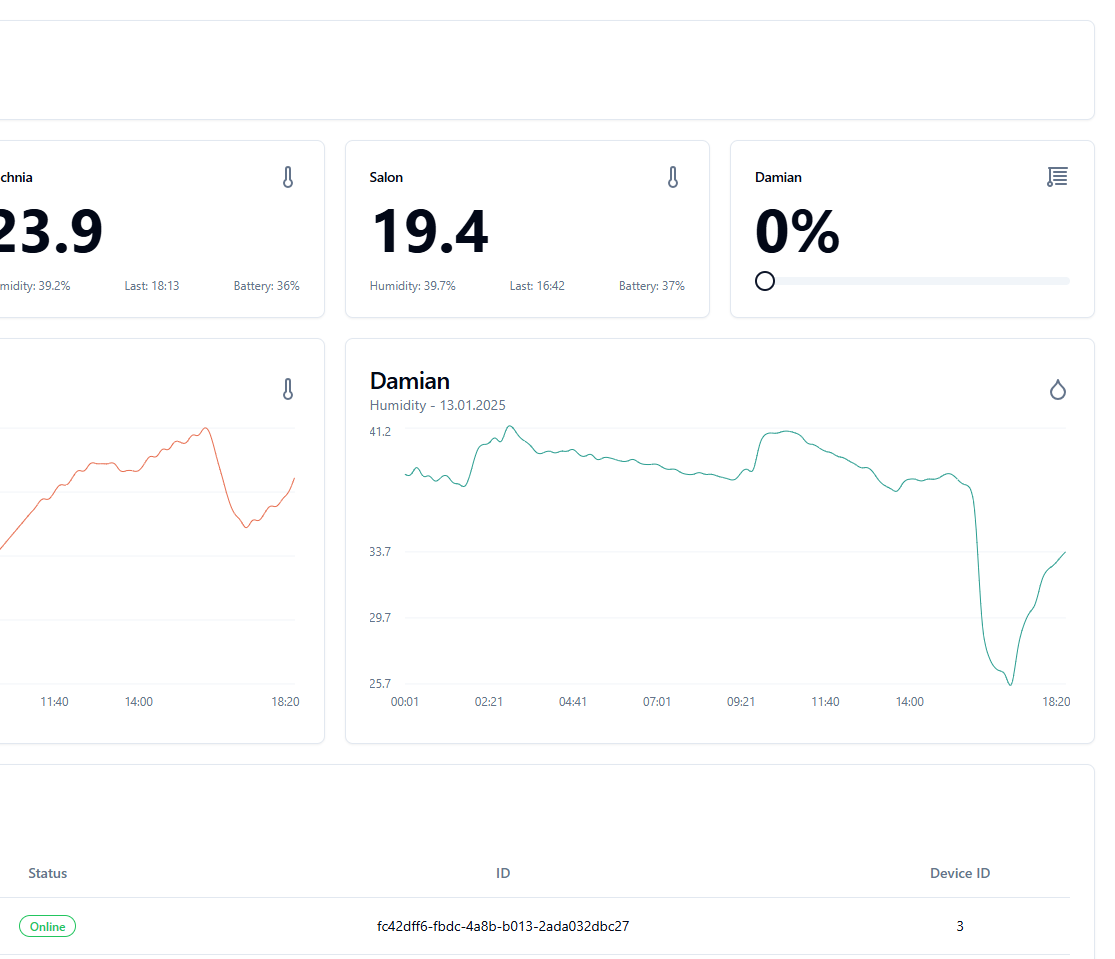 chnia
23.9
midity: 39.2% Last: 18:13 Battery: 36%
Salon
19.4
Humidity: 39.7% Last: 16:42 Battery: 37%
Damian
0%
11:40 14:00 18:20
Damian
Humidity - 13.01.2025
41.2
33.7
29.7
25.7
00:01 02:21 04:41 07:01 09:21 11:40 14:00 18:20
Status ID Device ID
Online fc42dff6-fbdc-4a8b-b013-2ada032dbc27 3